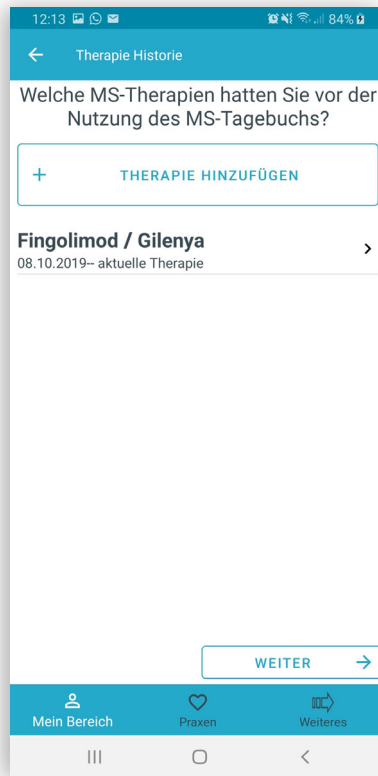 12:13 84%
Therapie Historie
Welche MS-Therapien hatten Sie vor der
Nutzung des MS-Tagebuchs?
+ THERAPIE HINZUFÜGEN
Fingolimod / Gilenya
08.10.2019-- aktuelle Therapie
WEITER
Mein Bereich Praxen Weiteres